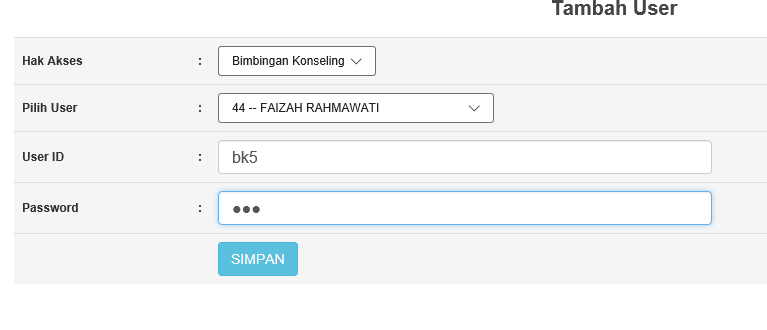 Tambah User
Hak Akses : Bimbingan Konseling
Pilih User : 44 -- FAIZAH RAHMAWATI
User ID : bk5
Password : ●●●
SIMPAN